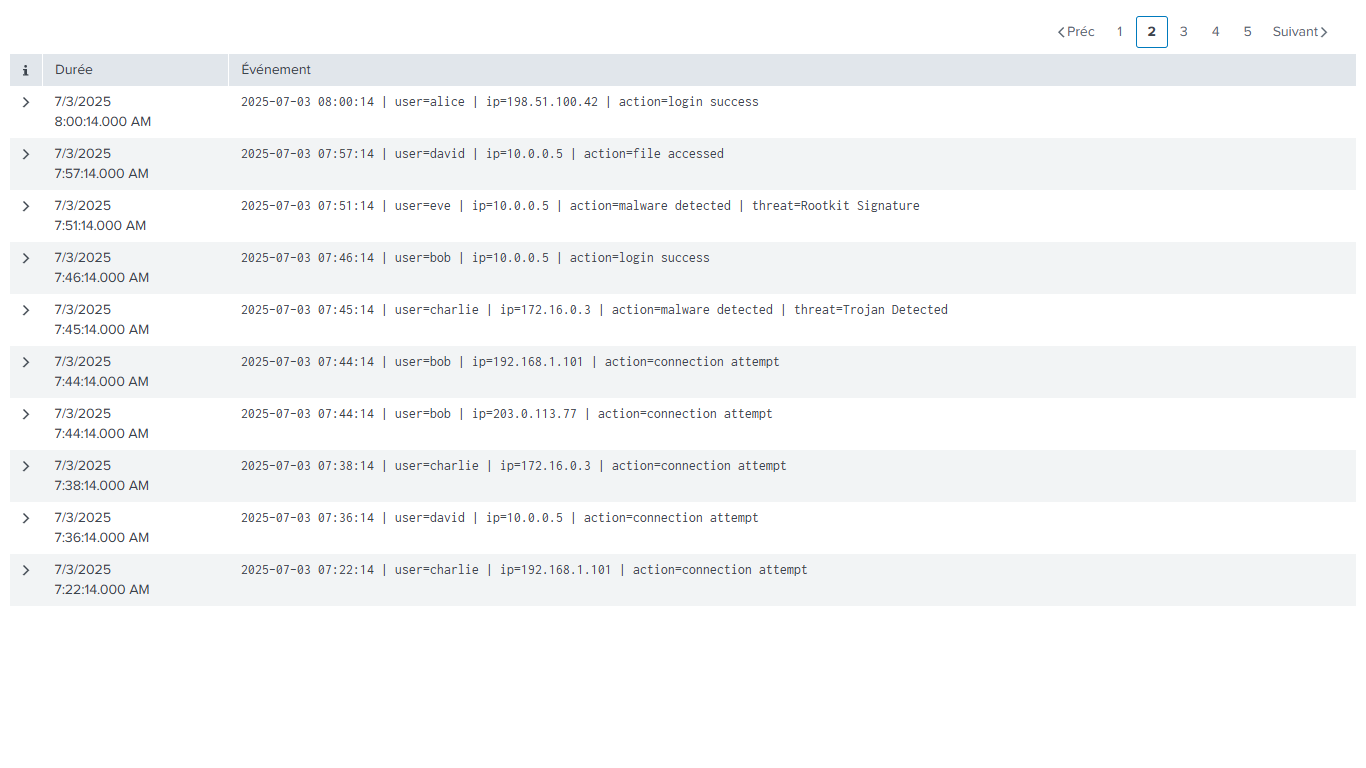 Préc 1 2 3 4 5 Suivant
i Durée Événement
7/3/2025 2025-07-03 08:00:14 | user=alice | ip=198.51.100.42 | action=login success
8:00:14.000 AM
7/3/2025 2025-07-03 07:57:14 | user=david | ip=10.0.0.5 | action=file accessed
7:57:14.000 AM
7/3/2025 2025-07-03 07:51:14 | user=eve | ip=10.0.0.5 | action=malware detected | threat=Rootkit Signature
7:51:14.000 AM
7/3/2025 2025-07-03 07:46:14 | user=bob | ip=10.0.0.5 | action=login success
7:46:14.000 AM
7/3/2025 2025-07-03 07:45:14 | user=charlie | ip=172.16.0.3 | action=malware detected | threat=Trojan Detected
7:45:14.000 AM
7/3/2025 2025-07-03 07:44:14 | user=bob | ip=192.168.1.101 | action=connection attempt
7:44:14.000 AM
7/3/2025 2025-07-03 07:44:14 | user=bob | ip=203.0.113.77 | action=connection attempt
7:44:14.000 AM
7/3/2025 2025-07-03 07:38:14 | user=charlie | ip=172.16.0.3 | action=connection attempt
7:38:14.000 AM
7/3/2025 2025-07-03 07:36:14 | user=david | ip=10.0.0.5 | action=connection attempt
7:36:14.000 AM
7/3/2025 2025-07-03 07:22:14 | user=charlie | ip=192.168.1.101 | action=connection attempt
7:22:14.000 AM